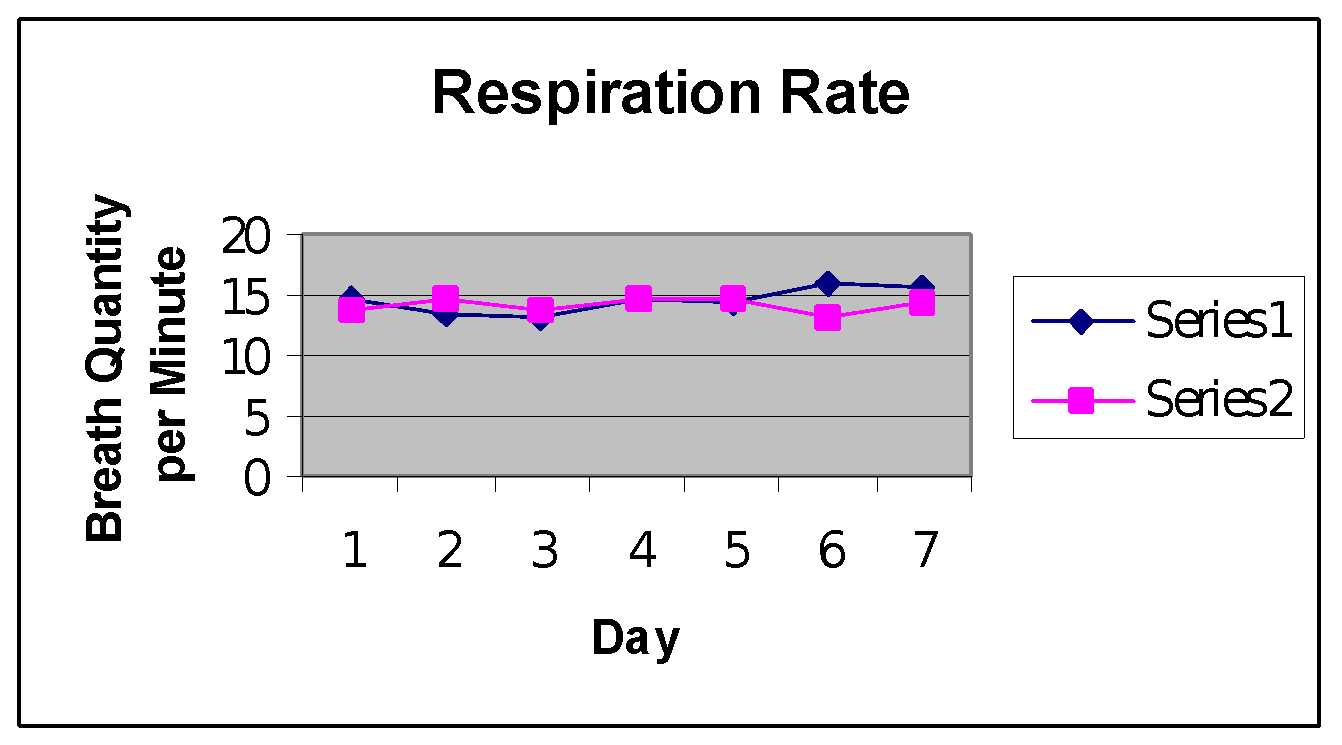 Respiration Rate
Breath Quantity
per Minute
20
15
10
5
0
1 2 3 4 5 6 7
Day
Series1
Series2